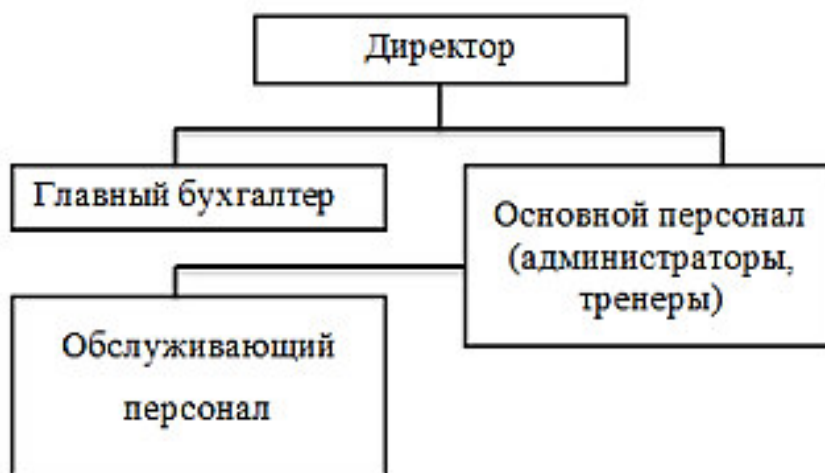 Директор
Главный бухгалтер
Основной персонал
(администраторы,
тренеры)
Обслуживающий
персонал